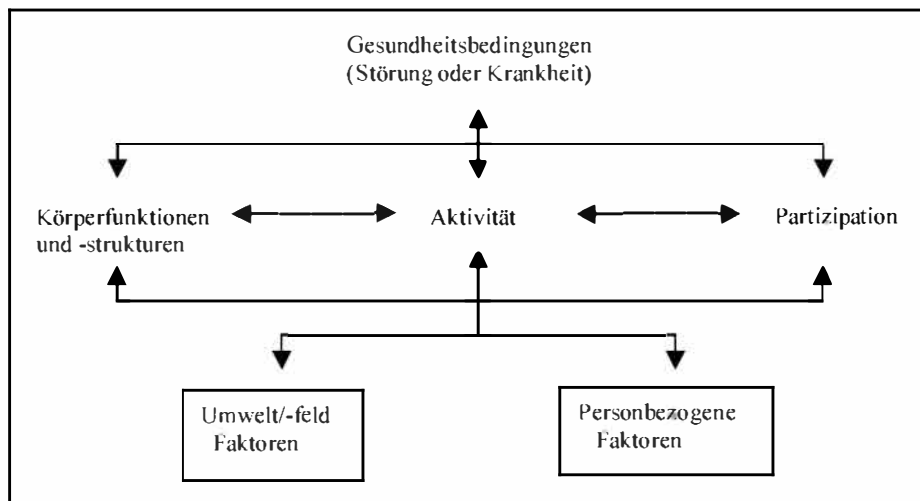 Gesundheitsbedingungen
(Störung oder Krankheit)
Körperfunktionen
und -strukturen
Aktivität
Partizipation
Umwelt/-feld
Faktoren
Personbezogene
Faktoren